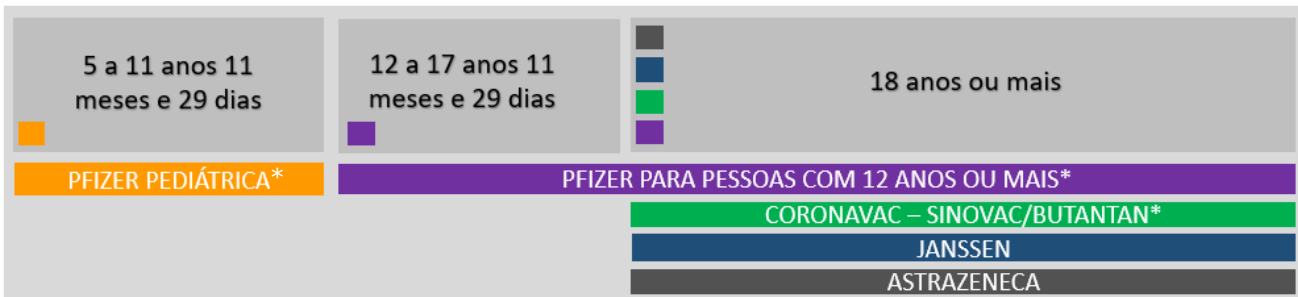 5 a 11 anos 11
meses e 29 dias
12 a 17 anos 11
meses e 29 dias
18 anos ou mais
PFIZER PEDIÁTRICA*
PFIZER PARA PESSOAS COM 12 ANOS OU MAIS*
CORONAVAC – SINOVAC/BUTANTAN*
JANSSEN
ASTRAZENECA